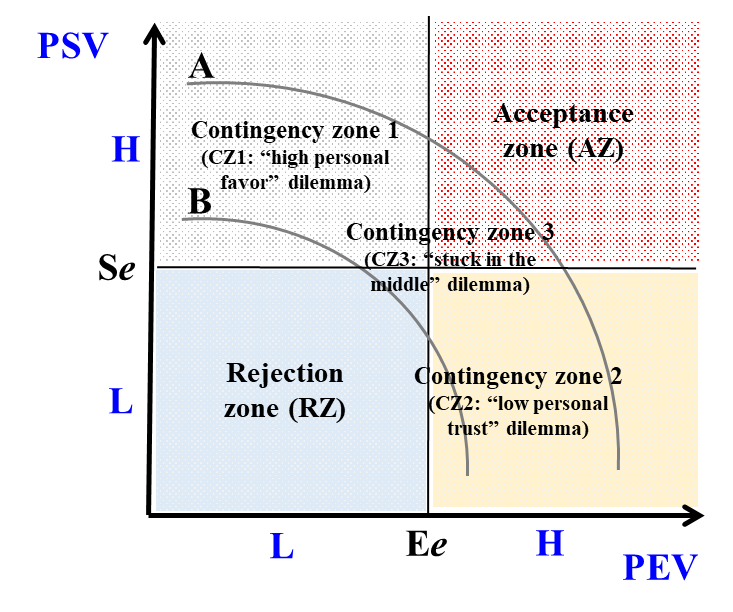 PSV
A
Contingency zone 1
(CZ1: “high personal
favor” dilemma)
Acceptance
zone (AZ)
H
B
Contingency zone 3
(CZ3: “stuck in the
middle” dilemma)
Se
Rejection
zone (RZ)
Contingency zone 2
(CZ2: “low personal
trust” dilemma)
L
L
Ee
H
PEV